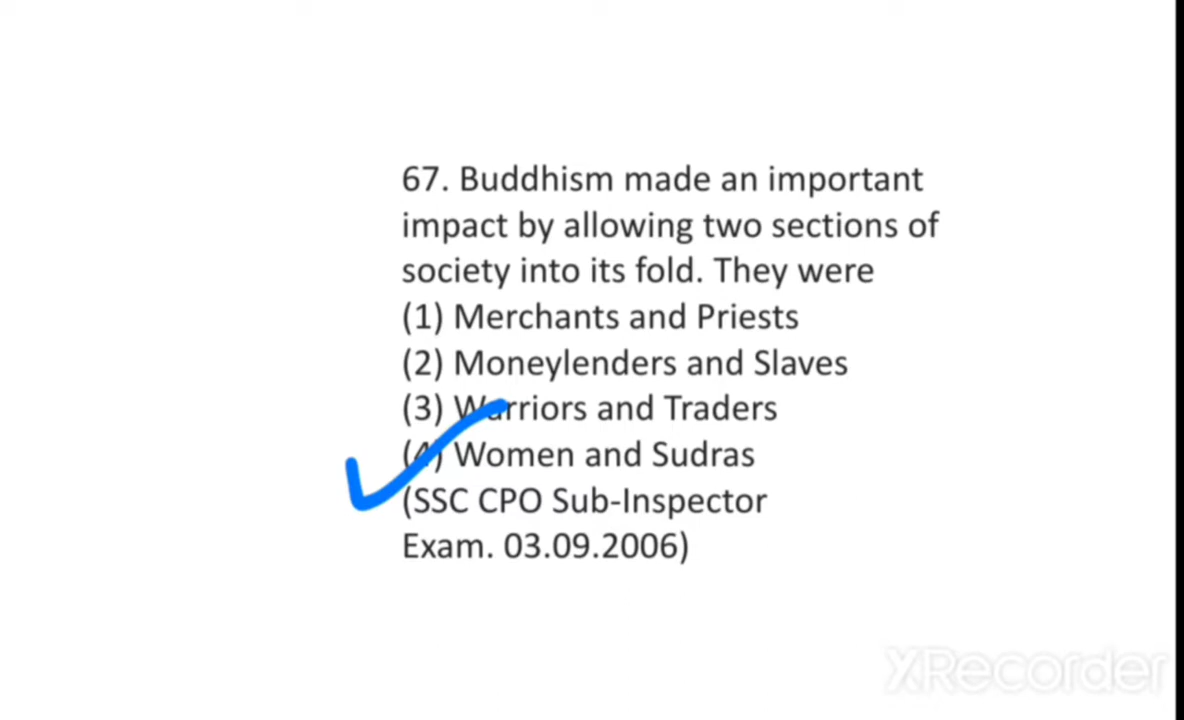 67. Buddhism made an important
impact by allowing two sections of
society into its fold. They were
(1) Merchants and Priests
(2) Moneylenders and Slaves
(3) Warriors and Traders
(4) Women and Sudras
(SSC CPO Sub-Inspector
Exam. 03.09.2006)
XRecorder